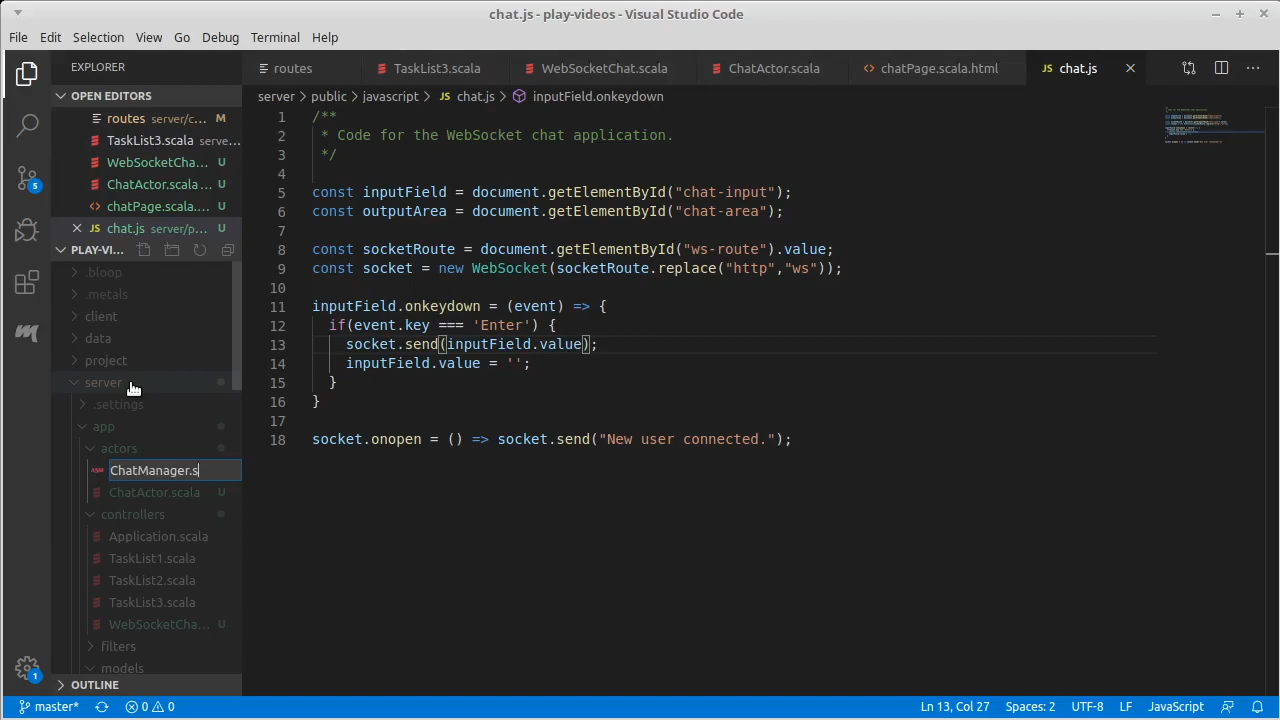 chat.js - play-videos - Visual Studio Code
File Edit Selection View Go Debug Terminal Help
EXPLORER
routes TaskList3.scala WebSocketChat.scala ChatActor.scala chatPage.scala.html JS chat.js
OPEN EDITORS
server > public > javascript > JS chat.js > inputField.onkeydown
routes server/c... M
TaskList3.scala serve...
WebSocketCha... U
ChatActor.scala ... U
chatPage.scala.... U
JS chat.js server/p... U
PLAY-VI...
.bloop
.metals
client
data
project
server
.settings
app
actors
ChatManager.s
ChatActor.scala U
controllers
Application.scala
TaskList1.scala
TaskList2.scala
TaskList3.scala
WebSocketCha... U
filters
models
OUTLINE
1 /**
2 * Code for the WebSocket chat application.
3 */
4
5 const inputField = document.getElementById("chat-input");
6 const outputArea = document.getElementById("chat-area");
7
8 const socketRoute = document.getElementById("ws-route").value;
9 const socket = new WebSocket(socketRoute.replace("http","ws"));
10
11 inputField.onkeydown = (event) => {
12 if(event.key === 'Enter') {
13 socket.send(inputField.value);
14 inputField.value = '';
15 }
16 }
17
18 socket.onopen = () => socket.send("New user connected.");
5
1
master* 0 0 Ln 13, Col 27 Spaces: 2 UTF-8 LF JavaScript